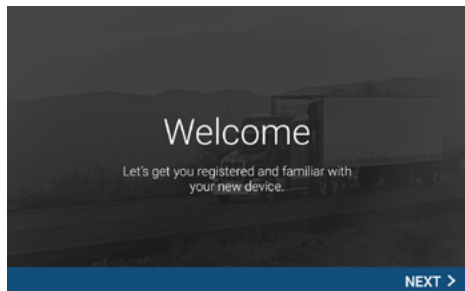 Welcome
Let's get you registered and familiar with
your new device.
NEXT >